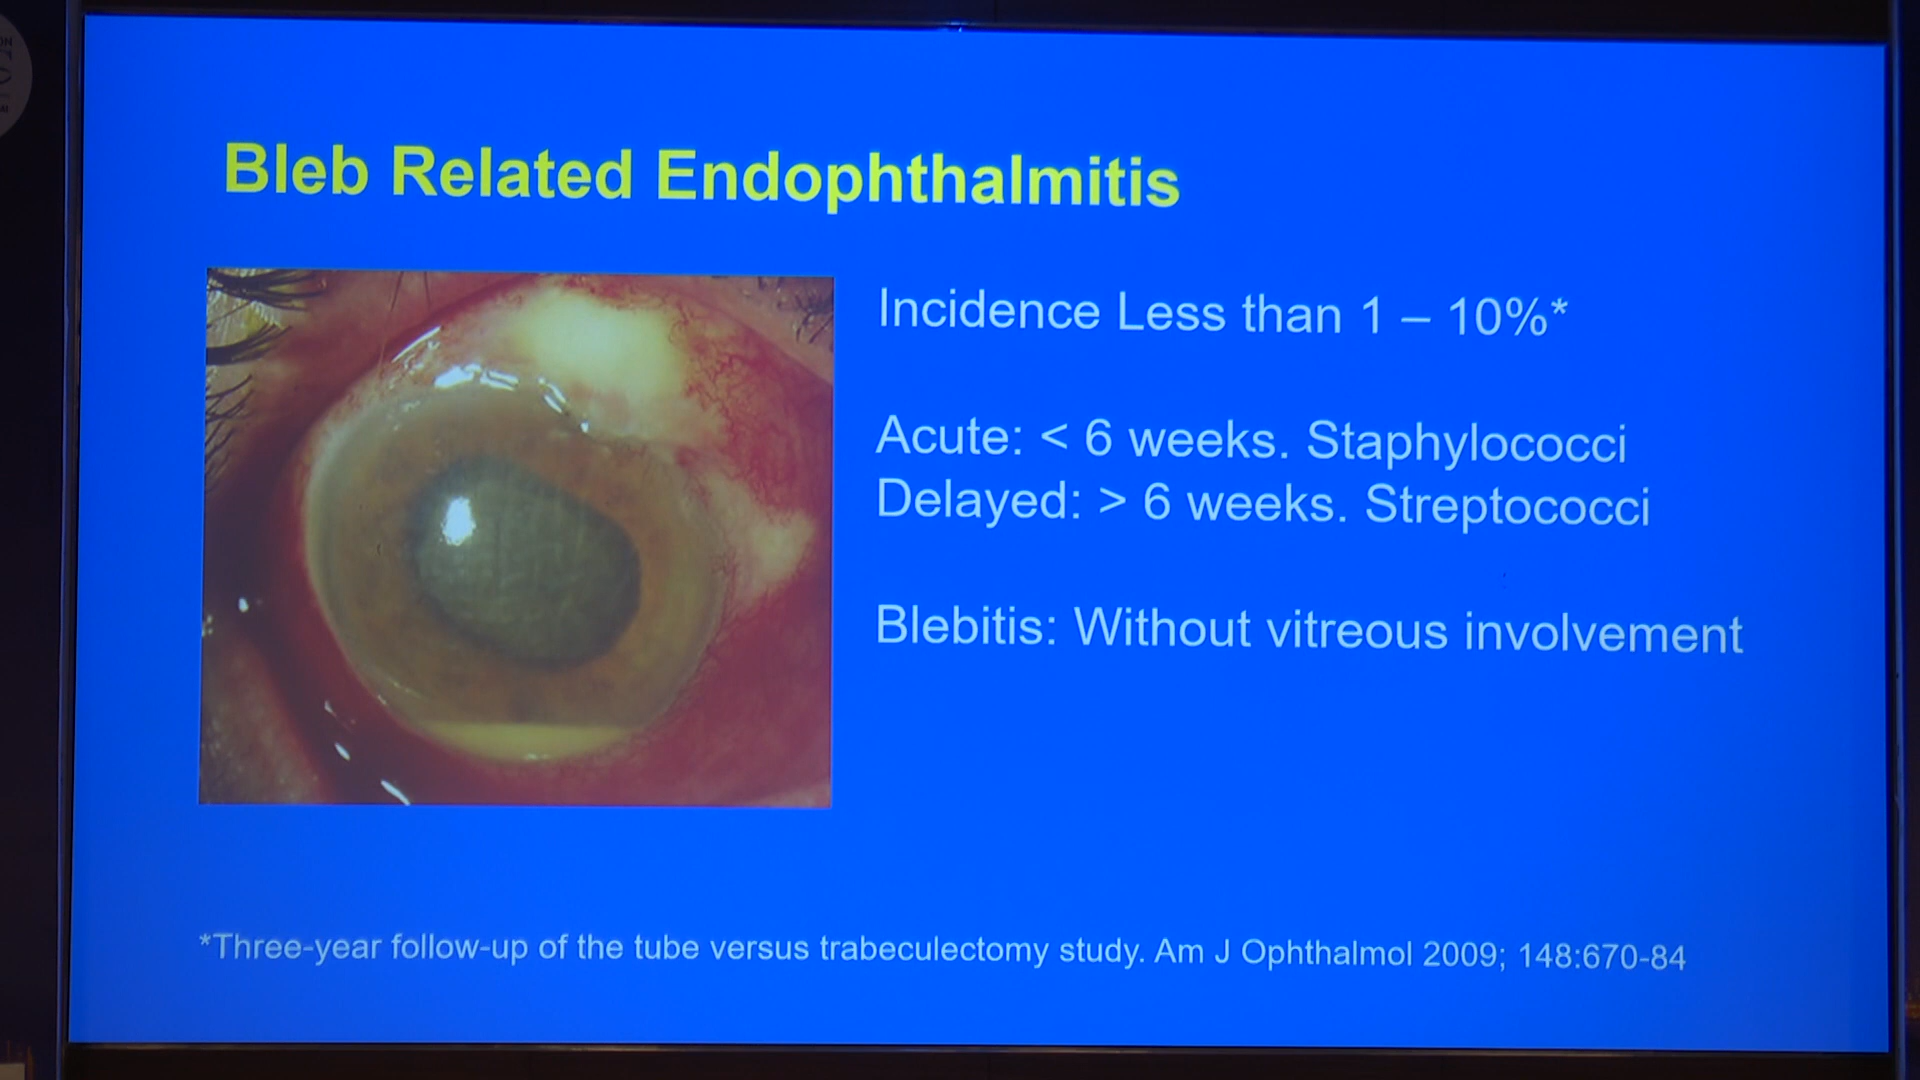 Bleb Related Endophthalmitis
Incidence Less than 1 – 10%*
Acute: < 6 weeks. Staphylococci
Delayed: > 6 weeks. Streptococci
Blebitis: Without vitreous involvement
*Three-year follow-up of the tube versus trabeculectomy study. Am J Ophthalmol 2009; 148:670-84